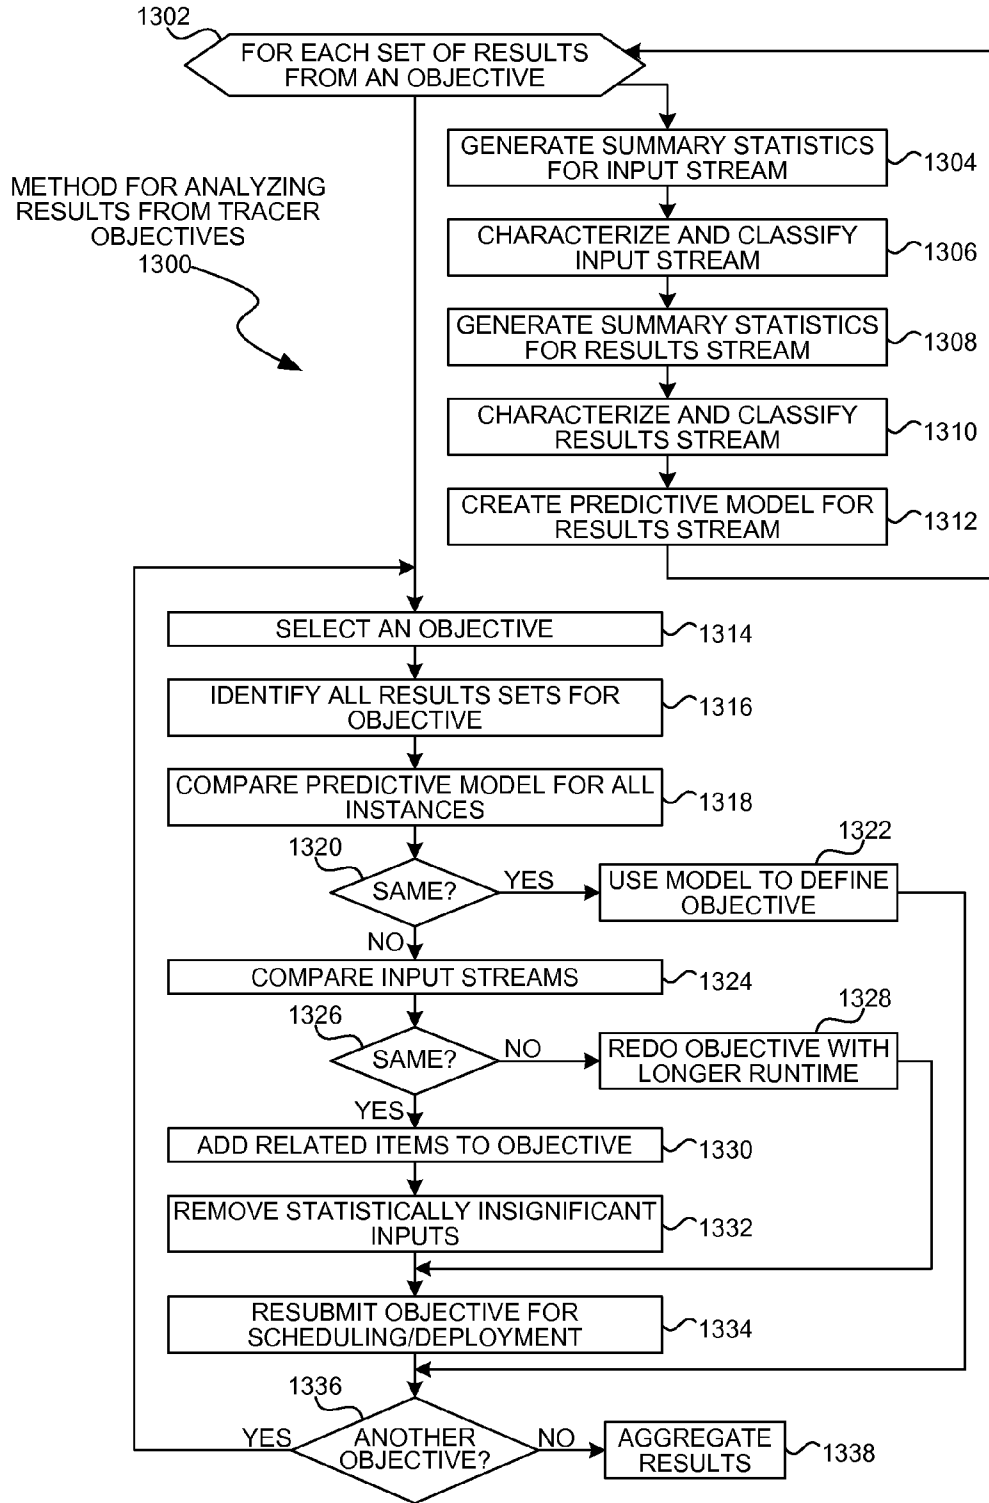 1302
FOR EACH SET OF RESULTS
FROM AN OBJECTIVE
GENERATE SUMMARY STATISTICS
FOR INPUT STREAM
1304
METHOD FOR ANALYZING
RESULTS FROM TRACER
OBJECTIVES
1300
CHARACTERIZE AND CLASSIFY
INPUT STREAM
1306
GENERATE SUMMARY STATISTICS
FOR RESULTS STREAM
1308
CHARACTERIZE AND CLASSIFY
RESULTS STREAM
1310
CREATE PREDICTIVE MODEL FOR
RESULTS STREAM
1312
SELECT AN OBJECTIVE
1314
IDENTIFY ALL RESULTS SETS FOR
OBJECTIVE
1316
COMPARE PREDICTIVE MODEL FOR ALL
INSTANCES
1318
1320
SAME?
YES
1322
USE MODEL TO DEFINE
OBJECTIVE
NO
COMPARE INPUT STREAMS
1324
1326
SAME?
NO
1328
REDO OBJECTIVE WITH
LONGER RUNTIME
YES
ADD RELATED ITEMS TO OBJECTIVE
1330
REMOVE STATISTICALLY INSIGNIFICANT
INPUTS
1332
RESUBMIT OBJECTIVE FOR
SCHEDULING/DEPLOYMENT
1334
1336
YES
ANOTHER
OBJECTIVE?
NO
AGGREGATE
RESULTS
1338